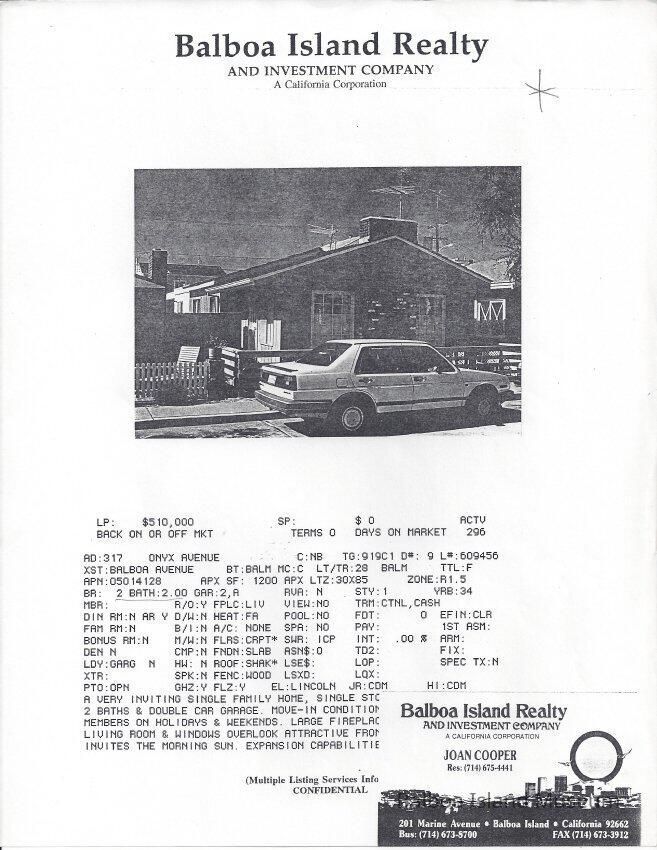 Balboa Island Realty
AND INVESTMENT COMPANY
A California Corporation
LP: $510,000 SP: $ 0 ACTV
BACK ON OR OFF MKT TERMS 0 DAYS ON MARKET 296
AD:317 ONYX AVENUE C:NB TG:919C1 D#: 9 L#:609456
XST:BALBOA AVENUE BT:BALM MC:C LT/TR:28 BALM TTL:F
APN:05014128 APX SF: 1200 APX LTZ:30X85 ZONE:R1.5
BR: 2 BATH:2.00 GAR:2,A RVA: N STY:1 YRB:34
MBR: R/O:Y FPLC:LIV VIEW:NO TRM:CTNL,CASH
DIN RM:N AR Y D/W:N HEAT:FA POOL:NO FDT: 0 EFIN:CLR
FAM RM:N B/I:N A/C: NONE SPA: NO PAY: 1ST ASM:
BONUS RM:N M/W:N FLRS:CRPT* SWR: ICP INT: .00 % ARM:
DEN N CMP:N FNDN:SLAB ASN$:0 TD2: FIX:
LDY:GARG N HW: N ROOF:SHAK* LSE$: LOP: SPEC TX:N
XTR: SPK:N FENC:WOOD LSXD: LQX:
PTO:OPN GHZ:Y FLZ:Y EL:LINCOLN JR:CDM HI:CDM
A VERY INVITING SINGLE FAMILY HOME, SINGLE STO
2 BATHS & DOUBLE CAR GARAGE. MOVE-IN CONDITION
MEMBERS ON HOLIDAYS & WEEKENDS. LARGE FIREPLAC
LIVING ROOM & WINDOWS OVERLOOK ATTRACTIVE FRON
INVITES THE MORNING SUN. EXPANSION CAPABILITIE
(Multiple Listing Services Info
CONFIDENTIAL
Balboa Island Realty
AND INVESTMENT COMPANY
A CALIFORNIA CORPORATION
JOAN COOPER
Res: (714) 675-4441
Balboa Island Museum
201 Marine Avenue • Balboa Island • California 92662
Bus: (714) 673-8700 FAX (714) 673-3912